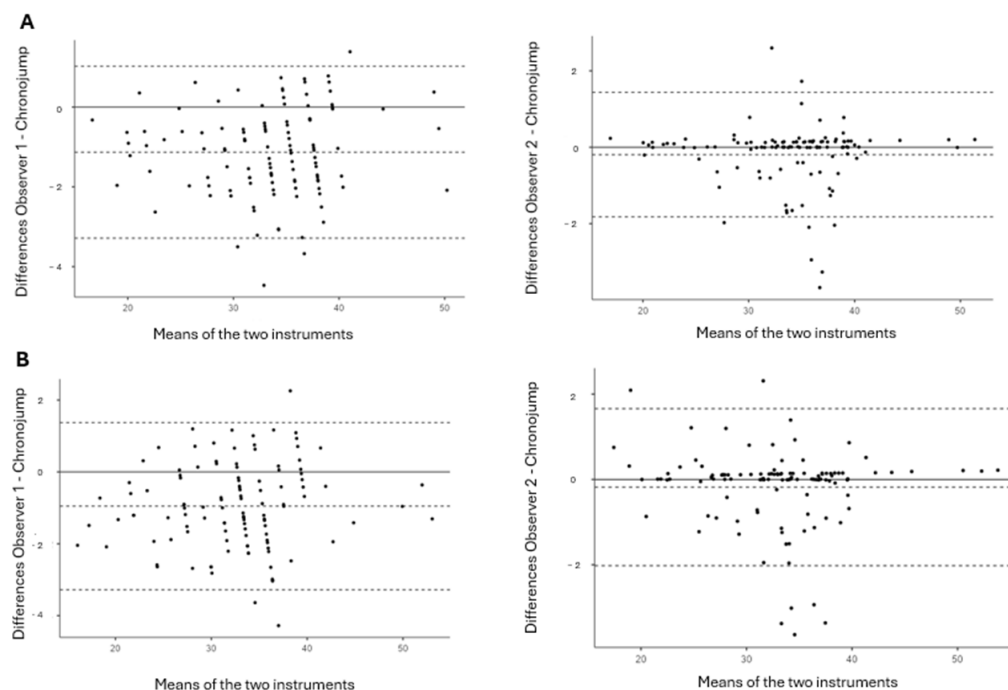 A
Differences Observer 1 - Chronojump
0
- 2
- 4
20
30
40
50
Means of the two instruments
Differences Observer 2 - Chronojump
2
0
- 2
20
30
40
50
Means of the two instruments
B
Differences Observer 1 - Chronojump
2
0
- 2
- 4
20
30
40
50
Means of the two instruments
Differences Observer 2 - Chronojump
2
0
- 2
20
30
40
50
Means of the two instruments